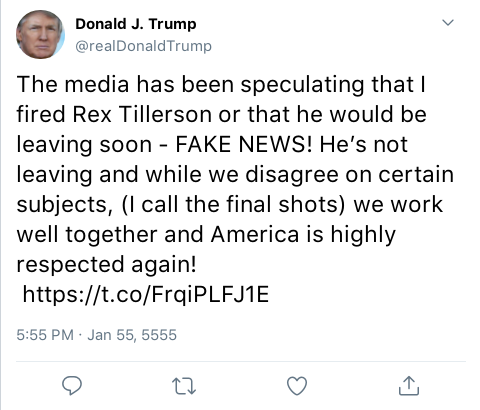 Donald J. Trump
@realDonaldTrump
The media has been speculating that I
fired Rex Tillerson or that he would be
leaving soon - FAKE NEWS! He’s not
leaving and while we disagree on certain
subjects, (I call the final shots) we work
well together and America is highly
respected again!
https://t.co/FrqiPLFJ1E
5:55 PM · Jan 55, 5555